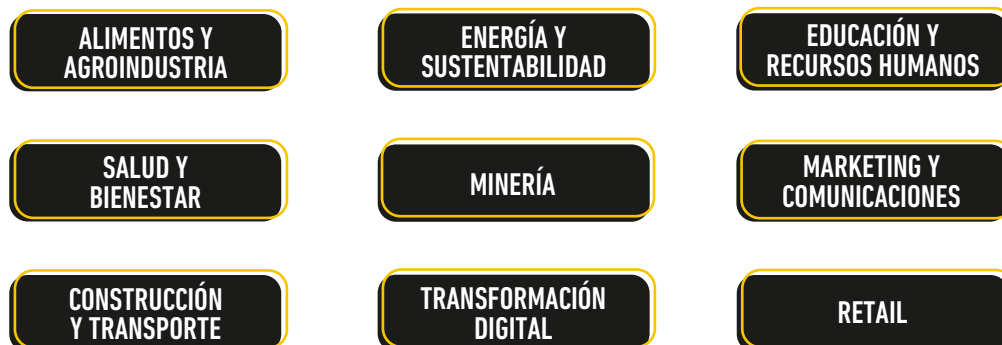 ALIMENTOS Y
AGROINDUSTRIA
ENERGÍA Y
SUSTENTABILIDAD
EDUCACIÓN Y
RECURSOS HUMANOS
SALUD Y
BIENESTAR
MINERÍA
MARKETING Y
COMUNICACIONES
CONSTRUCCIÓN
Y TRANSPORTE
TRANSFORMACIÓN
DIGITAL
RETAIL